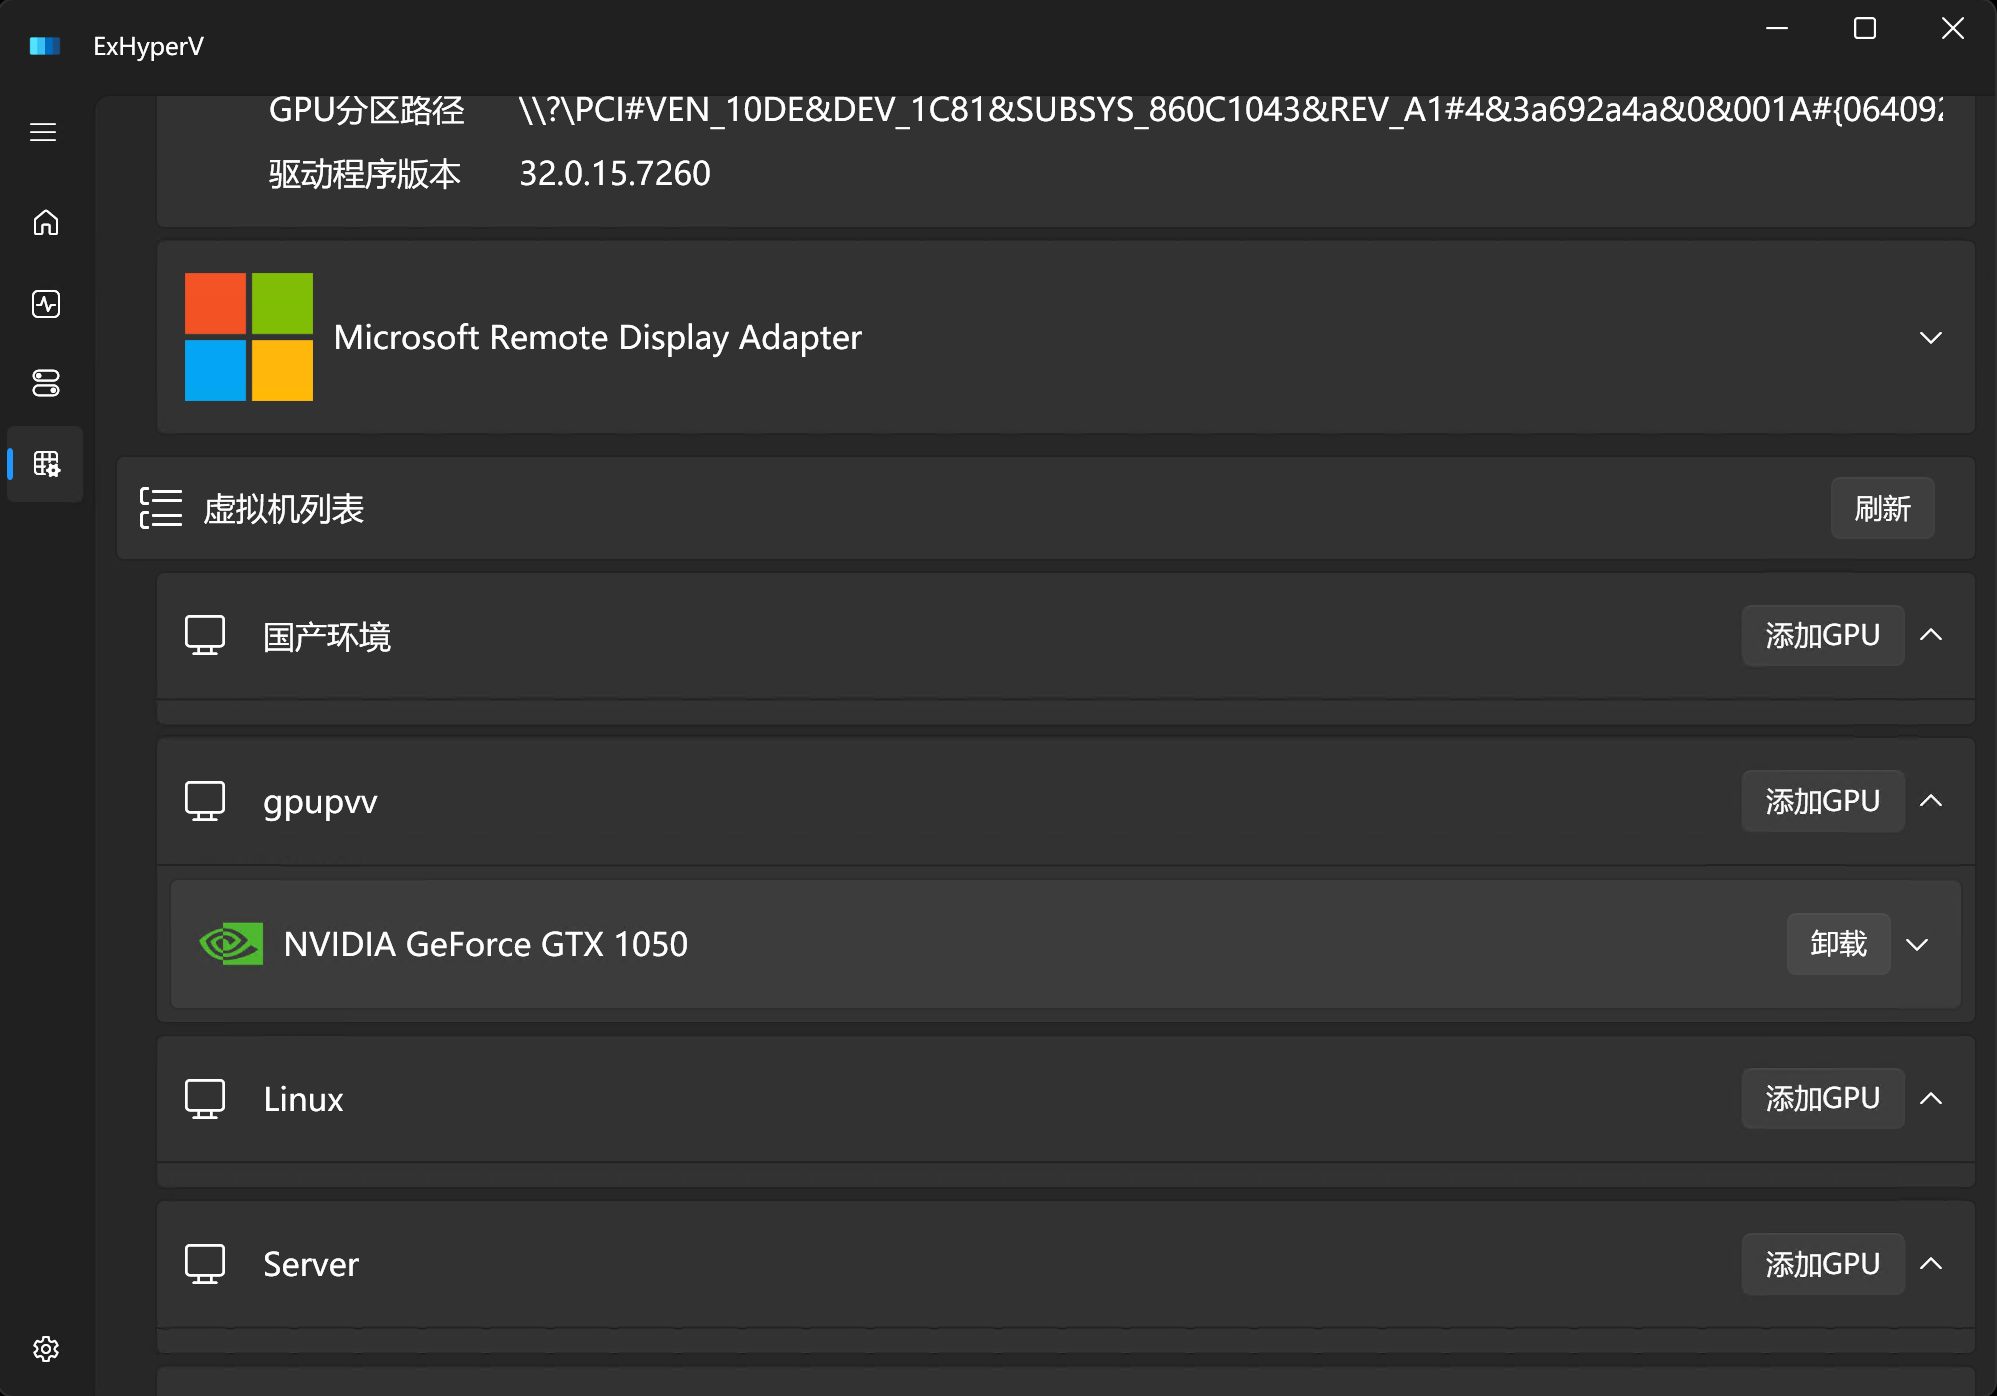 ExHyperV
GPU分区路径 \\?\PCI#VEN_10DE&DEV_1C81&SUBSYS_860C1043&REV_A1#4&3a692a4a&0&001A#{064092
驱动程序版本 32.0.15.7260
Microsoft Remote Display Adapter
虚拟机列表 刷新
国产环境 添加GPU
gpupvv 添加GPU
NVIDIA GeForce GTX 1050 卸载
Linux 添加GPU
Server 添加GPU